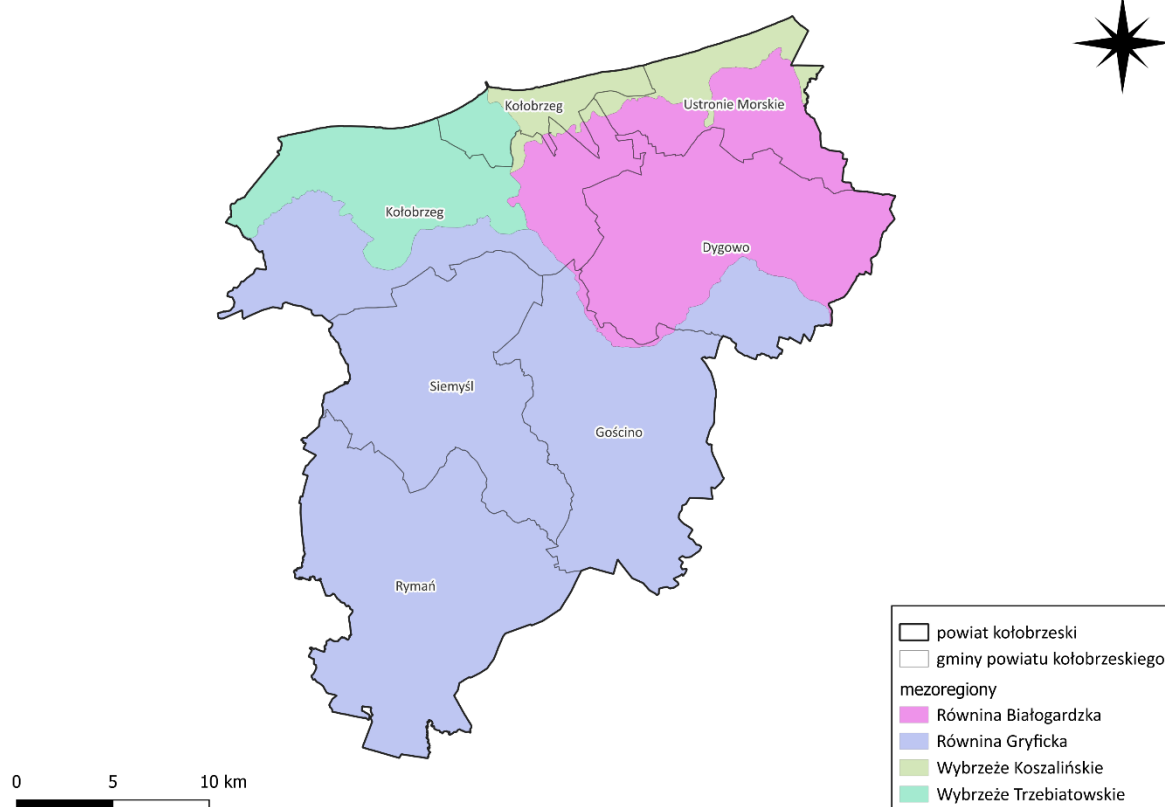 Kołobrzeg
Ustronie Morskie
Kołobrzeg
Dygowo
Siemyśl
Gościno
Rymań
powiat kołobrzeski
gminy powiatu kołobrzeskiego
mezoregiony
Równina Białogardzka
Równina Gryficka
Wybrzeże Koszalińskie
Wybrzeże Trzebiatowskie
0 5 10 km